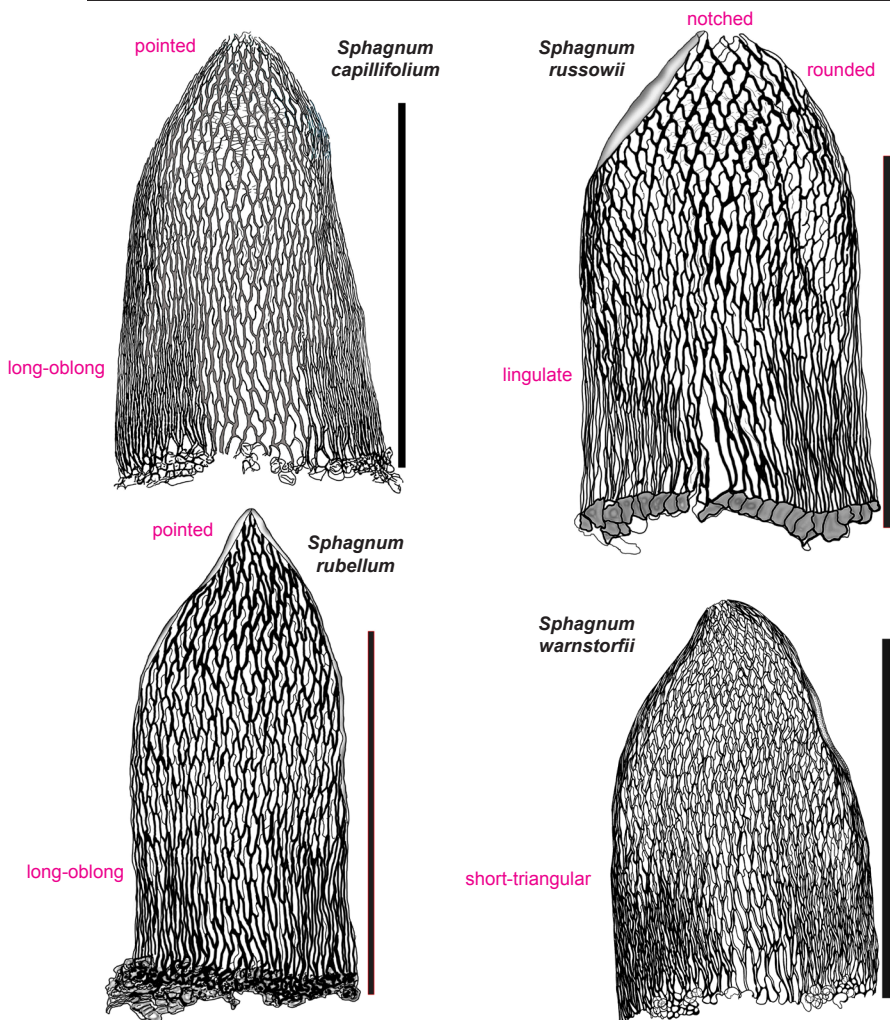 pointed
Sphagnum
capillifolium
long-oblong
notched
Sphagnum
russowii
rounded
lingulate
pointed
Sphagnum
rubellum
long-oblong
Sphagnum
warnstorfii
short-triangular